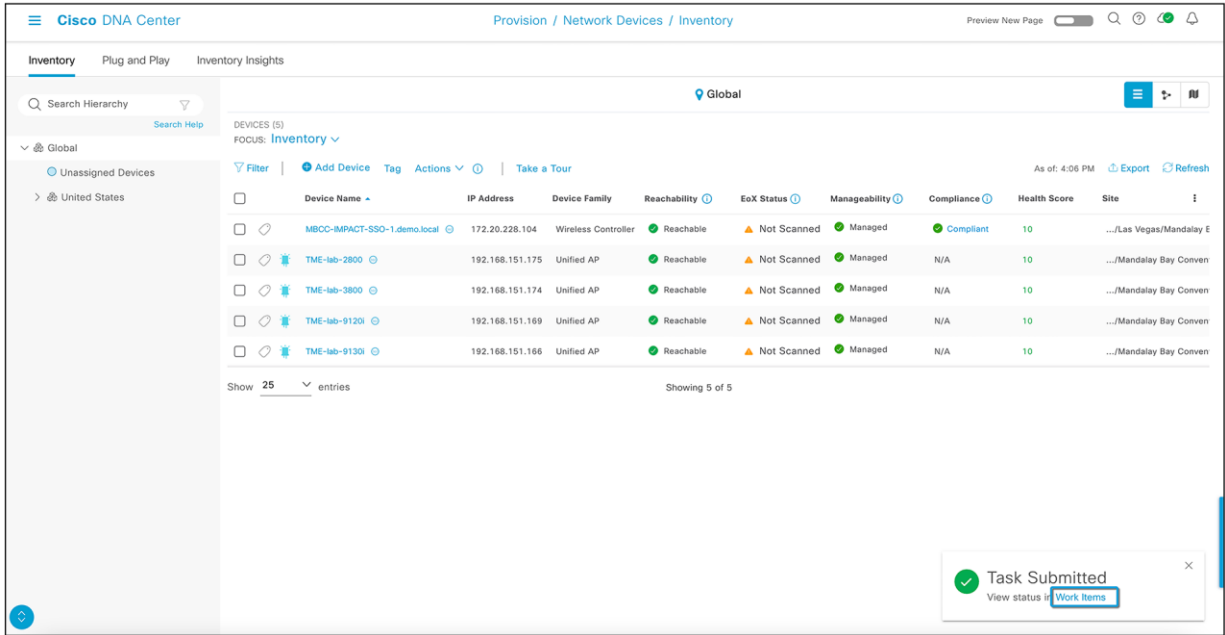 Cisco DNA Center
Provision / Network Devices / Inventory
Preview New Page
Inventory Plug and Play Inventory Insights
Search Hierarchy
Search Help
Global
Unassigned Devices
United States
Global
DEVICES (5)
FOCUS: Inventory
Filter Add Device Tag Actions Take a Tour As of: 4:06 PM Export Refresh
Device Name IP Address Device Family Reachability EoX Status Manageability Compliance Health Score Site
MBCC-IMPACT-SSO-1.demo.local 172.20.228.104 Wireless Controller Reachable Not Scanned Managed Compliant 10 .../Las Vegas/Mandalay B
TME-lab-2800 192.168.151.175 Unified AP Reachable Not Scanned Managed N/A 10 .../Mandalay Bay Conven
TME-lab-3800 192.168.151.174 Unified AP Reachable Not Scanned Managed N/A 10 .../Mandalay Bay Conven
TME-lab-9120i 192.168.151.169 Unified AP Reachable Not Scanned Managed N/A 10 .../Mandalay Bay Conven
TME-lab-9130i 192.168.151.166 Unified AP Reachable Not Scanned Managed N/A 10 .../Mandalay Bay Conven
Show 25 entries Showing 5 of 5
Task Submitted
View status in Work Items